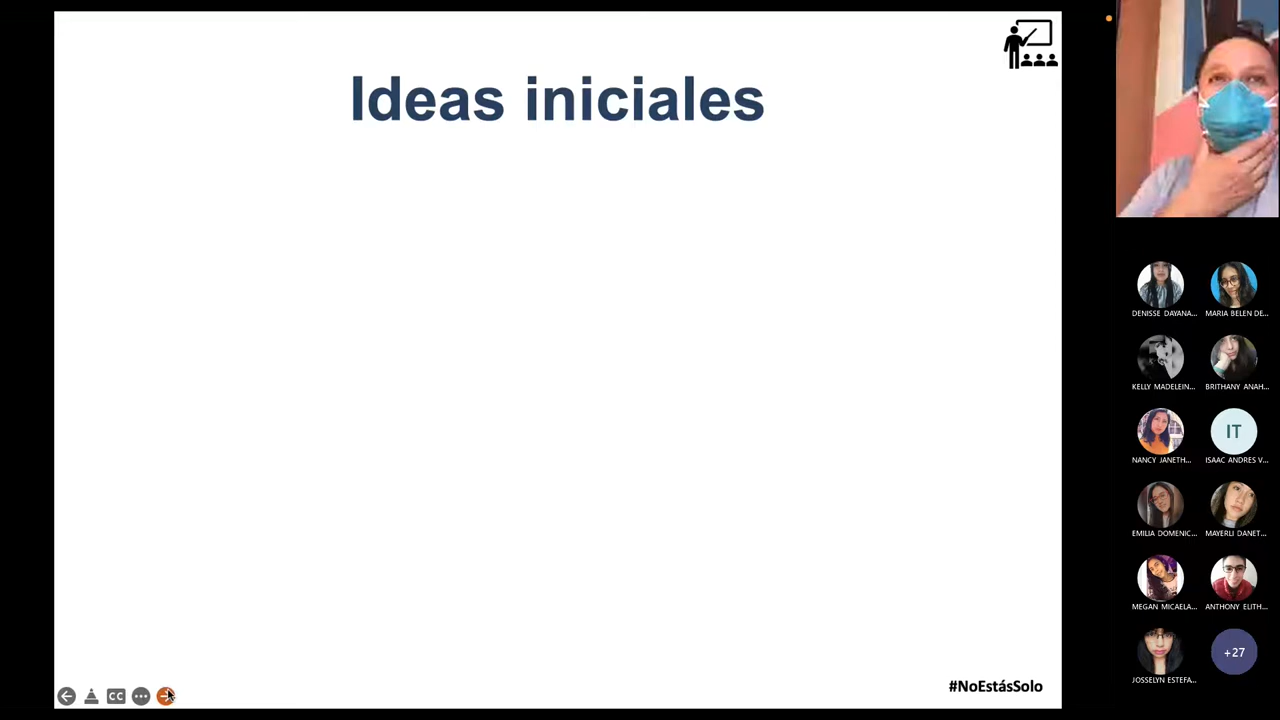 Ideas iniciales
#NoEstásSolo
CC
DENISSE DAYANA...
MARIA BELEN DE...
KELLY MADELEIN...
BRITHANY ANAH...
NANCY JANETH...
IT
ISAAC ANDRES V...
EMILIA DOMENIC...
MAYERLI DANET...
MEGAN MICAELA...
ANTHONY ELITH...
JOSSELYN ESTEFA...
+27